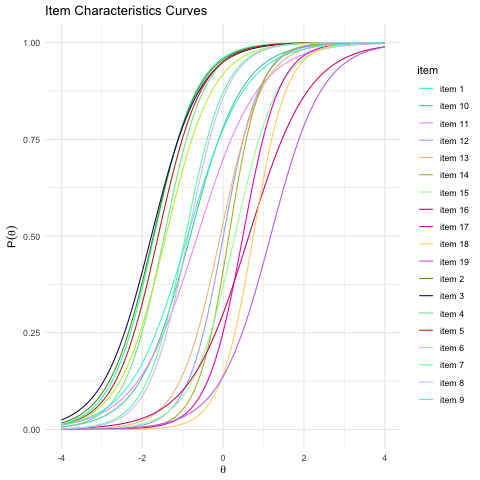 Item Characteristics Curves
P(θ)
1.00
0.75
0.50
0.25
0.00
-4
-2
0
2
4
θ
item
item 1
item 10
item 11
item 12
item 13
item 14
item 15
item 16
item 17
item 18
item 19
item 2
item 3
item 4
item 5
item 6
item 7
item 8
item 9